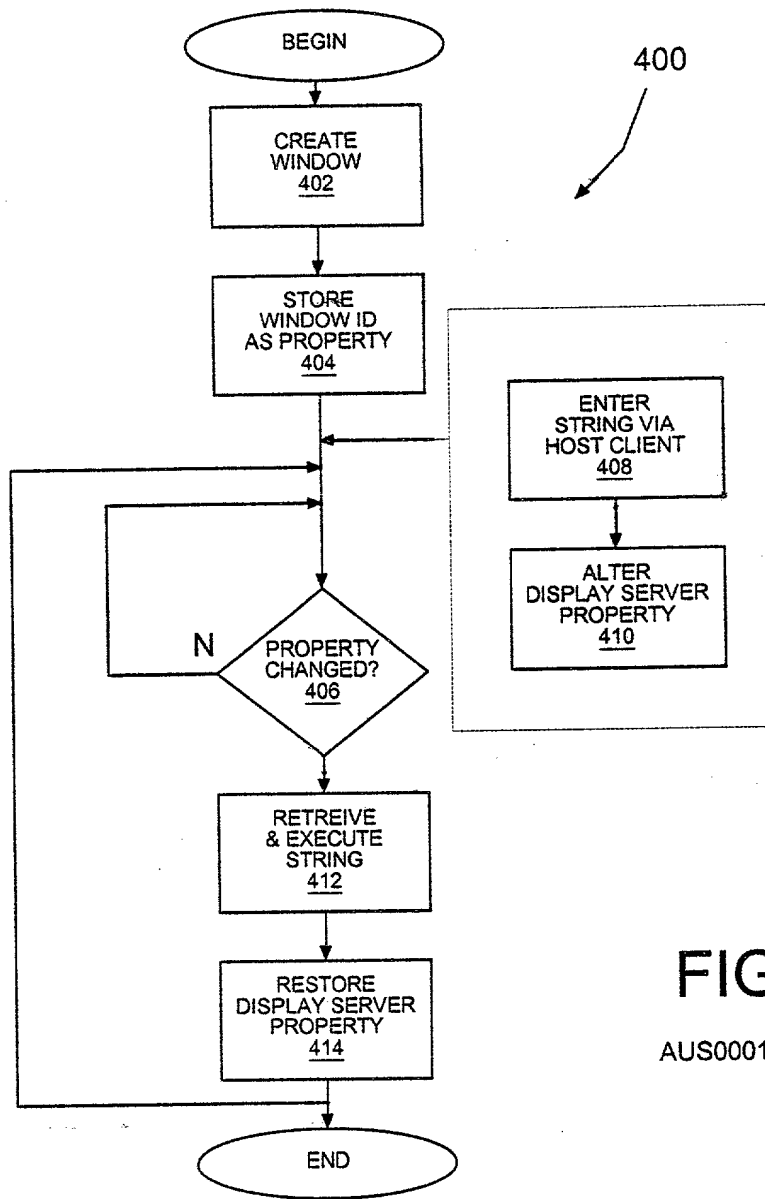 BEGIN
400
CREATE
WINDOW
402
STORE
WINDOW ID
AS PROPERTY
404
ENTER
STRING VIA
HOST CLIENT
408
ALTER
DISPLAY SERVER
PROPERTY
410
N
PROPERTY
CHANGED?
406
RETREIVE
& EXECUTE
STRING
412
RESTORE
DISPLAY SERVER
PROPERTY
414
END
FIG
AUS0001